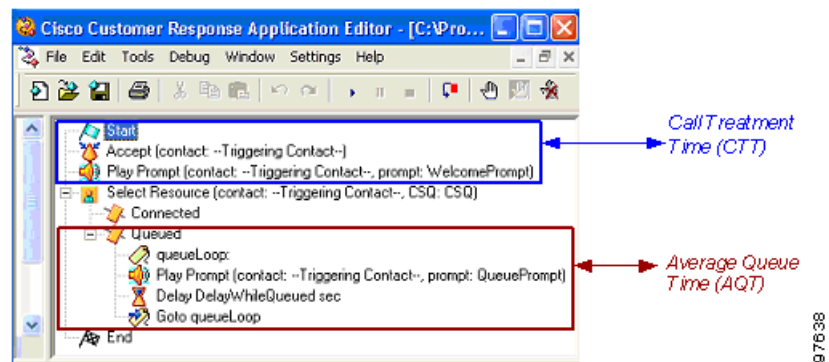 Cisco Customer Response Application Editor - [C:\Pro...
File Edit Tools Debug Window Settings Help
Start
Accept (contact: --Triggering Contact--)
Play Prompt (contact: --Triggering Contact--, prompt: WelcomePrompt)
Select Resource (contact: --Triggering Contact--, CSQ: CSQ)
Connected
Queued
queueLoop:
Play Prompt (contact: --Triggering Contact--, prompt: QueuePrompt)
Delay DelayWhileQueued sec
Goto queueLoop
End
Call Treatment
Time (CTT)
Average Queue
Time (AQT)
97638